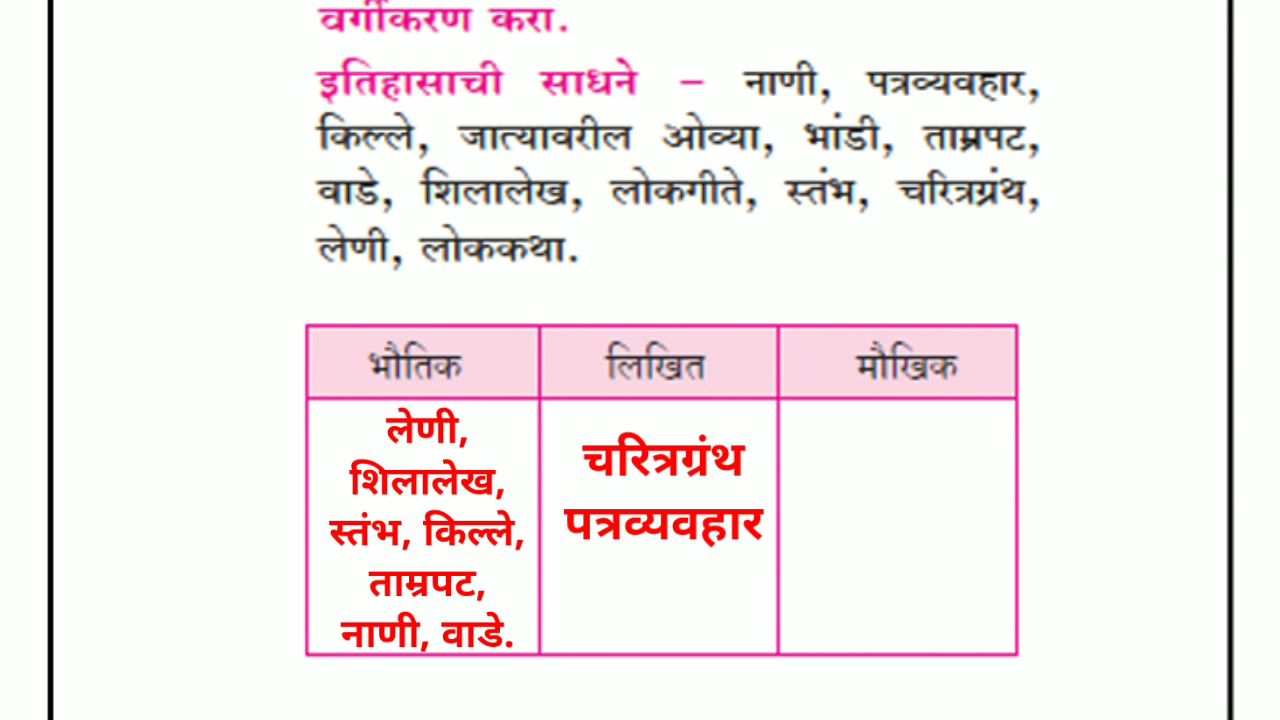 वर्गीकरण करा.
इतिहासाची साधने – नाणी, पत्रव्यवहार,
किल्ले, जात्यावरील ओव्या, भांडी, ताम्रपट,
वाडे, शिलालेख, लोकगीते, स्तंभ, चरित्रग्रंथ,
लेणी, लोककथा.
भौतिक लिखित मौखिक
लेणी,
शिलालेख,
स्तंभ, किल्ले,
ताम्रपट,
नाणी, वाडे.
चरित्रग्रंथ
पत्रव्यवहार